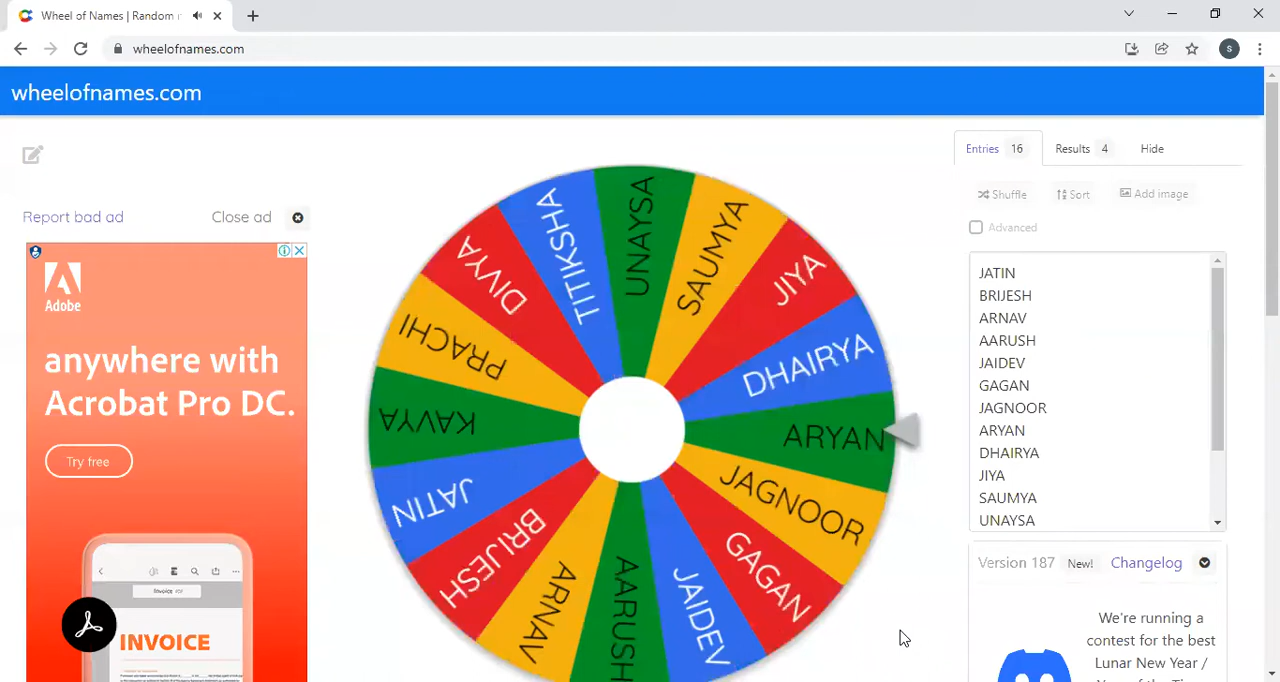 Wheel of Names | Random
wheelofnames.com
S
wheelofnames.com
Entries 16
Results 4
Hide
Shuffle
Sort
Add image
Advanced
Report bad ad
Close ad
Adobe
anywhere with
Acrobat Pro DC.
Try free
Invoice
INVOICE
UNAYSA
SAUMYA
JIYA
DHAIRYA
ARYAN
JAGNOOR
GAGAN
JAIDEV
AARUSH
ARNAV
BRIJESH
JATIN
KAVYA
PRACHI
DIVYA
TITIKSHA
JATIN
BRIJESH
ARNAV
AARUSH
JAIDEV
GAGAN
JAGNOOR
ARYAN
DHAIRYA
JIYA
SAUMYA
UNAYSA
Version 187 New! Changelog
We're running a
contest for the best
Lunar New Year /